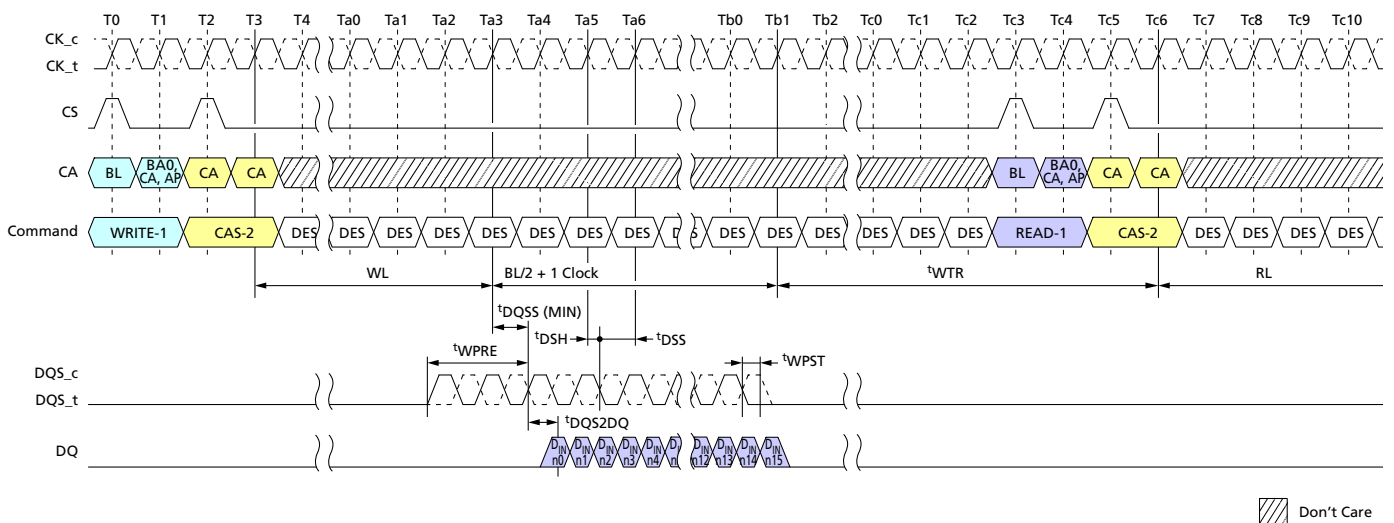 T0 T1 T2 T3 T4 Ta0 Ta1 Ta2 Ta3 Ta4 Ta5 Ta6 Tb0 Tb1 Tb2 Tc0 Tc1 Tc2 Tc3 Tc4 Tc5 Tc6 Tc7 Tc8 Tc9 Tc10
CK_c
CK_t
CS
CA BL BA0, CA, AP CA CA BL BA0, CA, AP CA CA
Command WRITE-1 CAS-2 DES DES DES DES DES DES DES DES DES DES DES DES DES DES DES READ-1 CAS-2 DES DES DES DES
WL BL/2 + 1 Clock tWTR RL
tDQSS (MIN)
tDSH tDSS
tWPRE tWPST
DQS_c
DQS_t
tDQS2DQ
DQ DIN n0 DIN n1 DIN n2 DIN n3 DIN n4 DIN n12 DIN n13 DIN n14 DIN n15
Don't Care